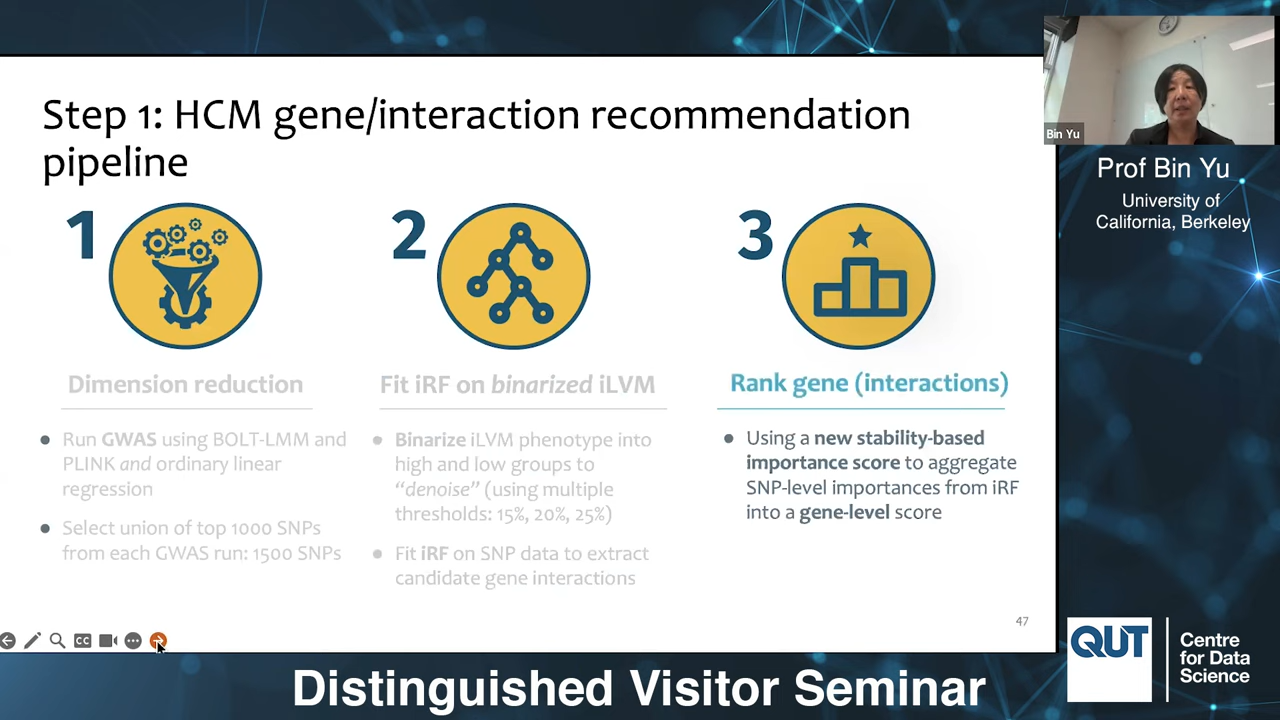 Step 1: HCM gene/interaction recommendation
pipeline
1
2
3
Dimension reduction
Run GWAS using BOLT-LMM and
PLINK and ordinary linear
regression
Select union of top 1000 SNPs
from each GWAS run: 1500 SNPs
Fit iRF on binarized iLVM
Binarize iLVM phenotype into
high and low groups to
“denoise” (using multiple
thresholds: 15%, 20%, 25%)
Fit iRF on SNP data to extract
candidate gene interactions
Rank gene (interactions)
Using a new stability-based
importance score to aggregate
SNP-level importances from iRF
into a gene-level score
47
CC
Bin Yu
Prof Bin Yu
University of
California, Berkeley
QUT
Centre
for Data
Science
Distinguished Visitor Seminar